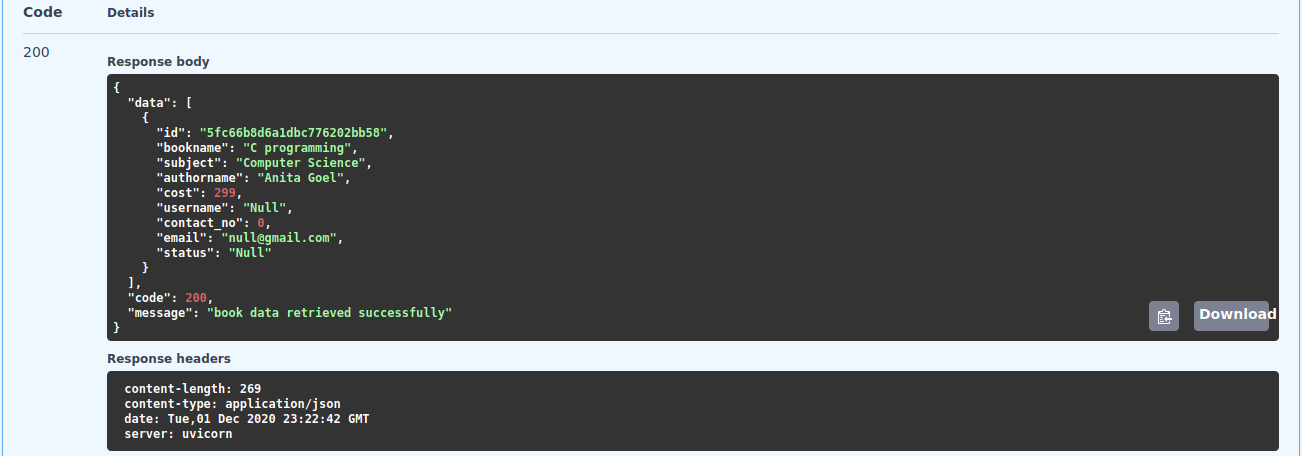 Code Details
200
Response body
{
  "data": [
    {
      "id": "5fc66b8d6a1dbc776202bb58",
      "bookname": "C programming",
      "subject": "Computer Science",
      "authorname": "Anita Goel",
      "cost": 299,
      "username": "Null",
      "contact_no": 0,
      "email": "null@gmail.com",
      "status": "Null"
    }
  ],
  "code": 200,
  "message": "book data retrieved successfully"
}
Download
Response headers
content-length: 269
content-type: application/json
date: Tue,01 Dec 2020 23:22:42 GMT
server: uvicorn